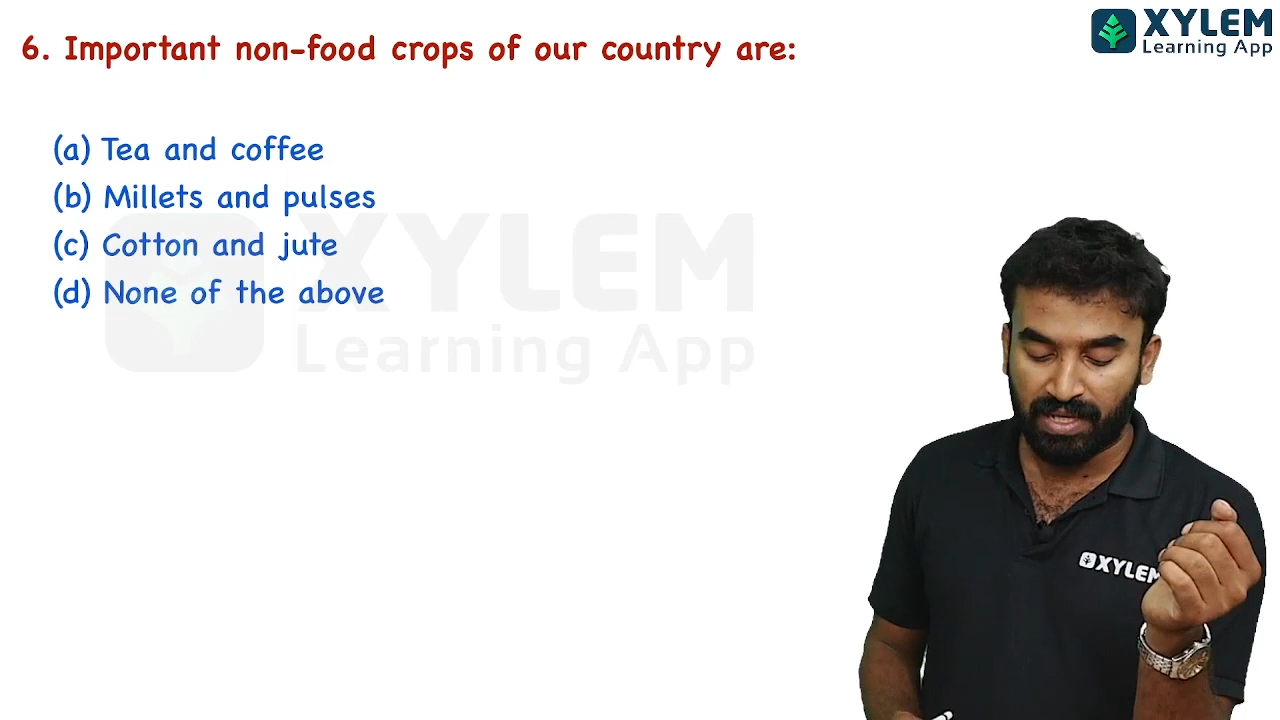 6. Important non-food crops of our country are:
XYLEM
Learning App
(a) Tea and coffee
(b) Millets and pulses
(c) Cotton and jute
(d) None of the above
XYLEM
Learning App
XYLEM